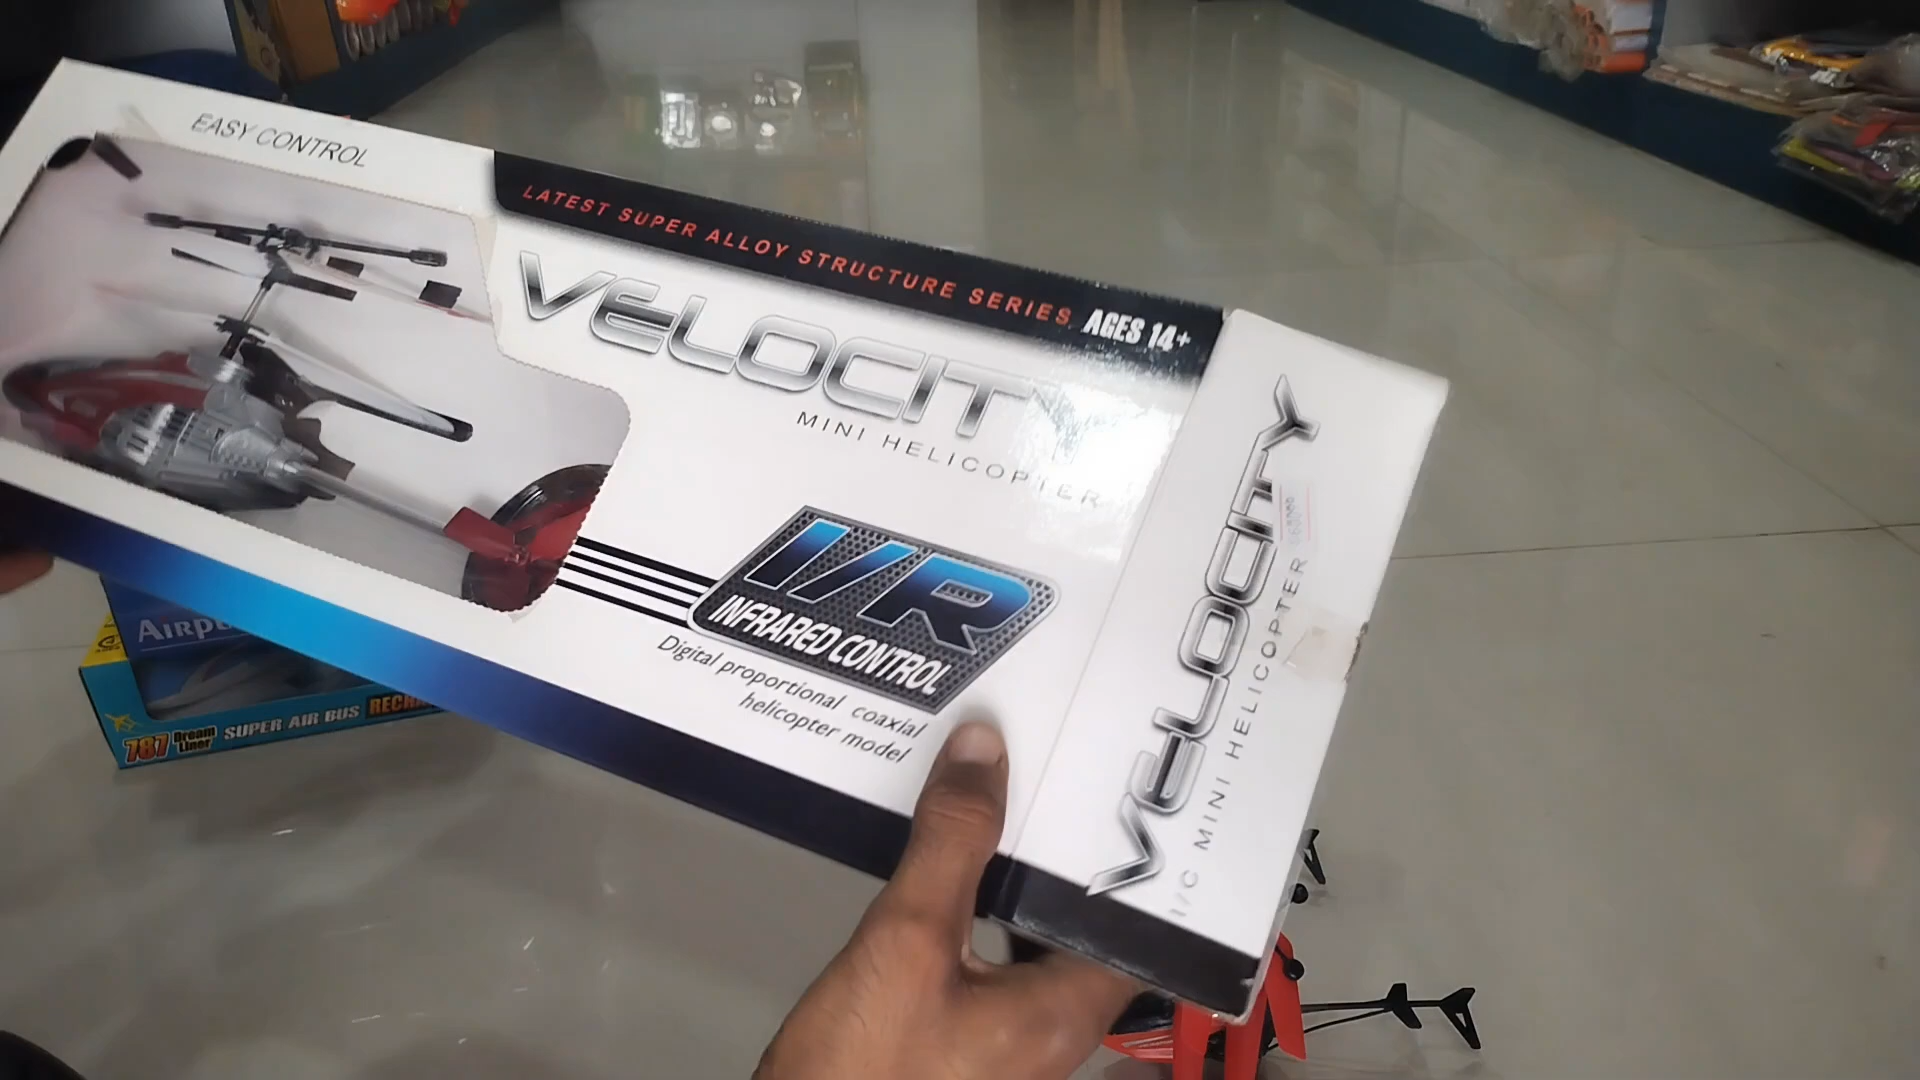 EASY CONTROL
LATEST SUPER ALLOY STRUCTURE SERIES
AGES 14+
VELOCITY
MINI HELICOPTER
I/R
INFRARED CONTROL
Digital proportional coaxial
helicopter model
VELOCITY
I/C MINI HELICOPTER
787 Dream
Liner
SUPER AIR BUS